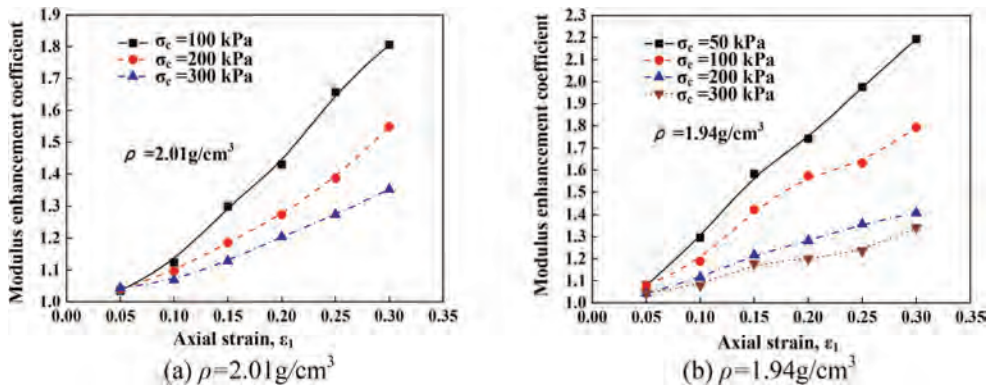 1.9
1.8
1.7
1.6
1.5
1.4
1.3
1.2
1.1
1.0
Modulus enhancement coefficient
σc =100 kPa
σc =200 kPa
σc =300 kPa
ρ =2.01g/cm³
0.00 0.05 0.10 0.15 0.20 0.25 0.30 0.35
Axial strain, ε₁
(a) ρ=2.01g/cm³
2.3
2.2
2.1
2.0
1.9
1.8
1.7
1.6
1.5
1.4
1.3
1.2
1.1
1.0
Modulus enhancement coefficient
σc =50 kPa
σc =100 kPa
σc =200 kPa
σc =300 kPa
ρ =1.94g/cm³
0.00 0.05 0.10 0.15 0.20 0.25 0.30 0.35
Axial strain, ε₁
(b) ρ=1.94g/cm³